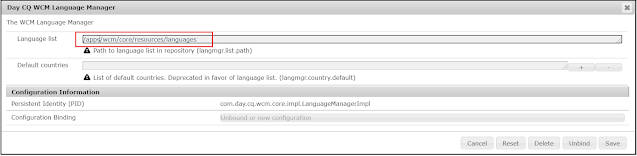 Day CQ WCM Language Manager
The WCM Language Manager
Language list
/apps/wcm/core/resources/languages
Path to language list in repository (langmgr.list.path)
Default countries
+ -
List of default countries. Deprecated in favor of language list. (langmgr.country.default)
Configuration Information
Persistent Identity (PID) com.day.cq.wcm.core.impl.LanguageManagerImpl
Configuration Binding Unbound or new configuration
Cancel Reset Delete Unbind Save